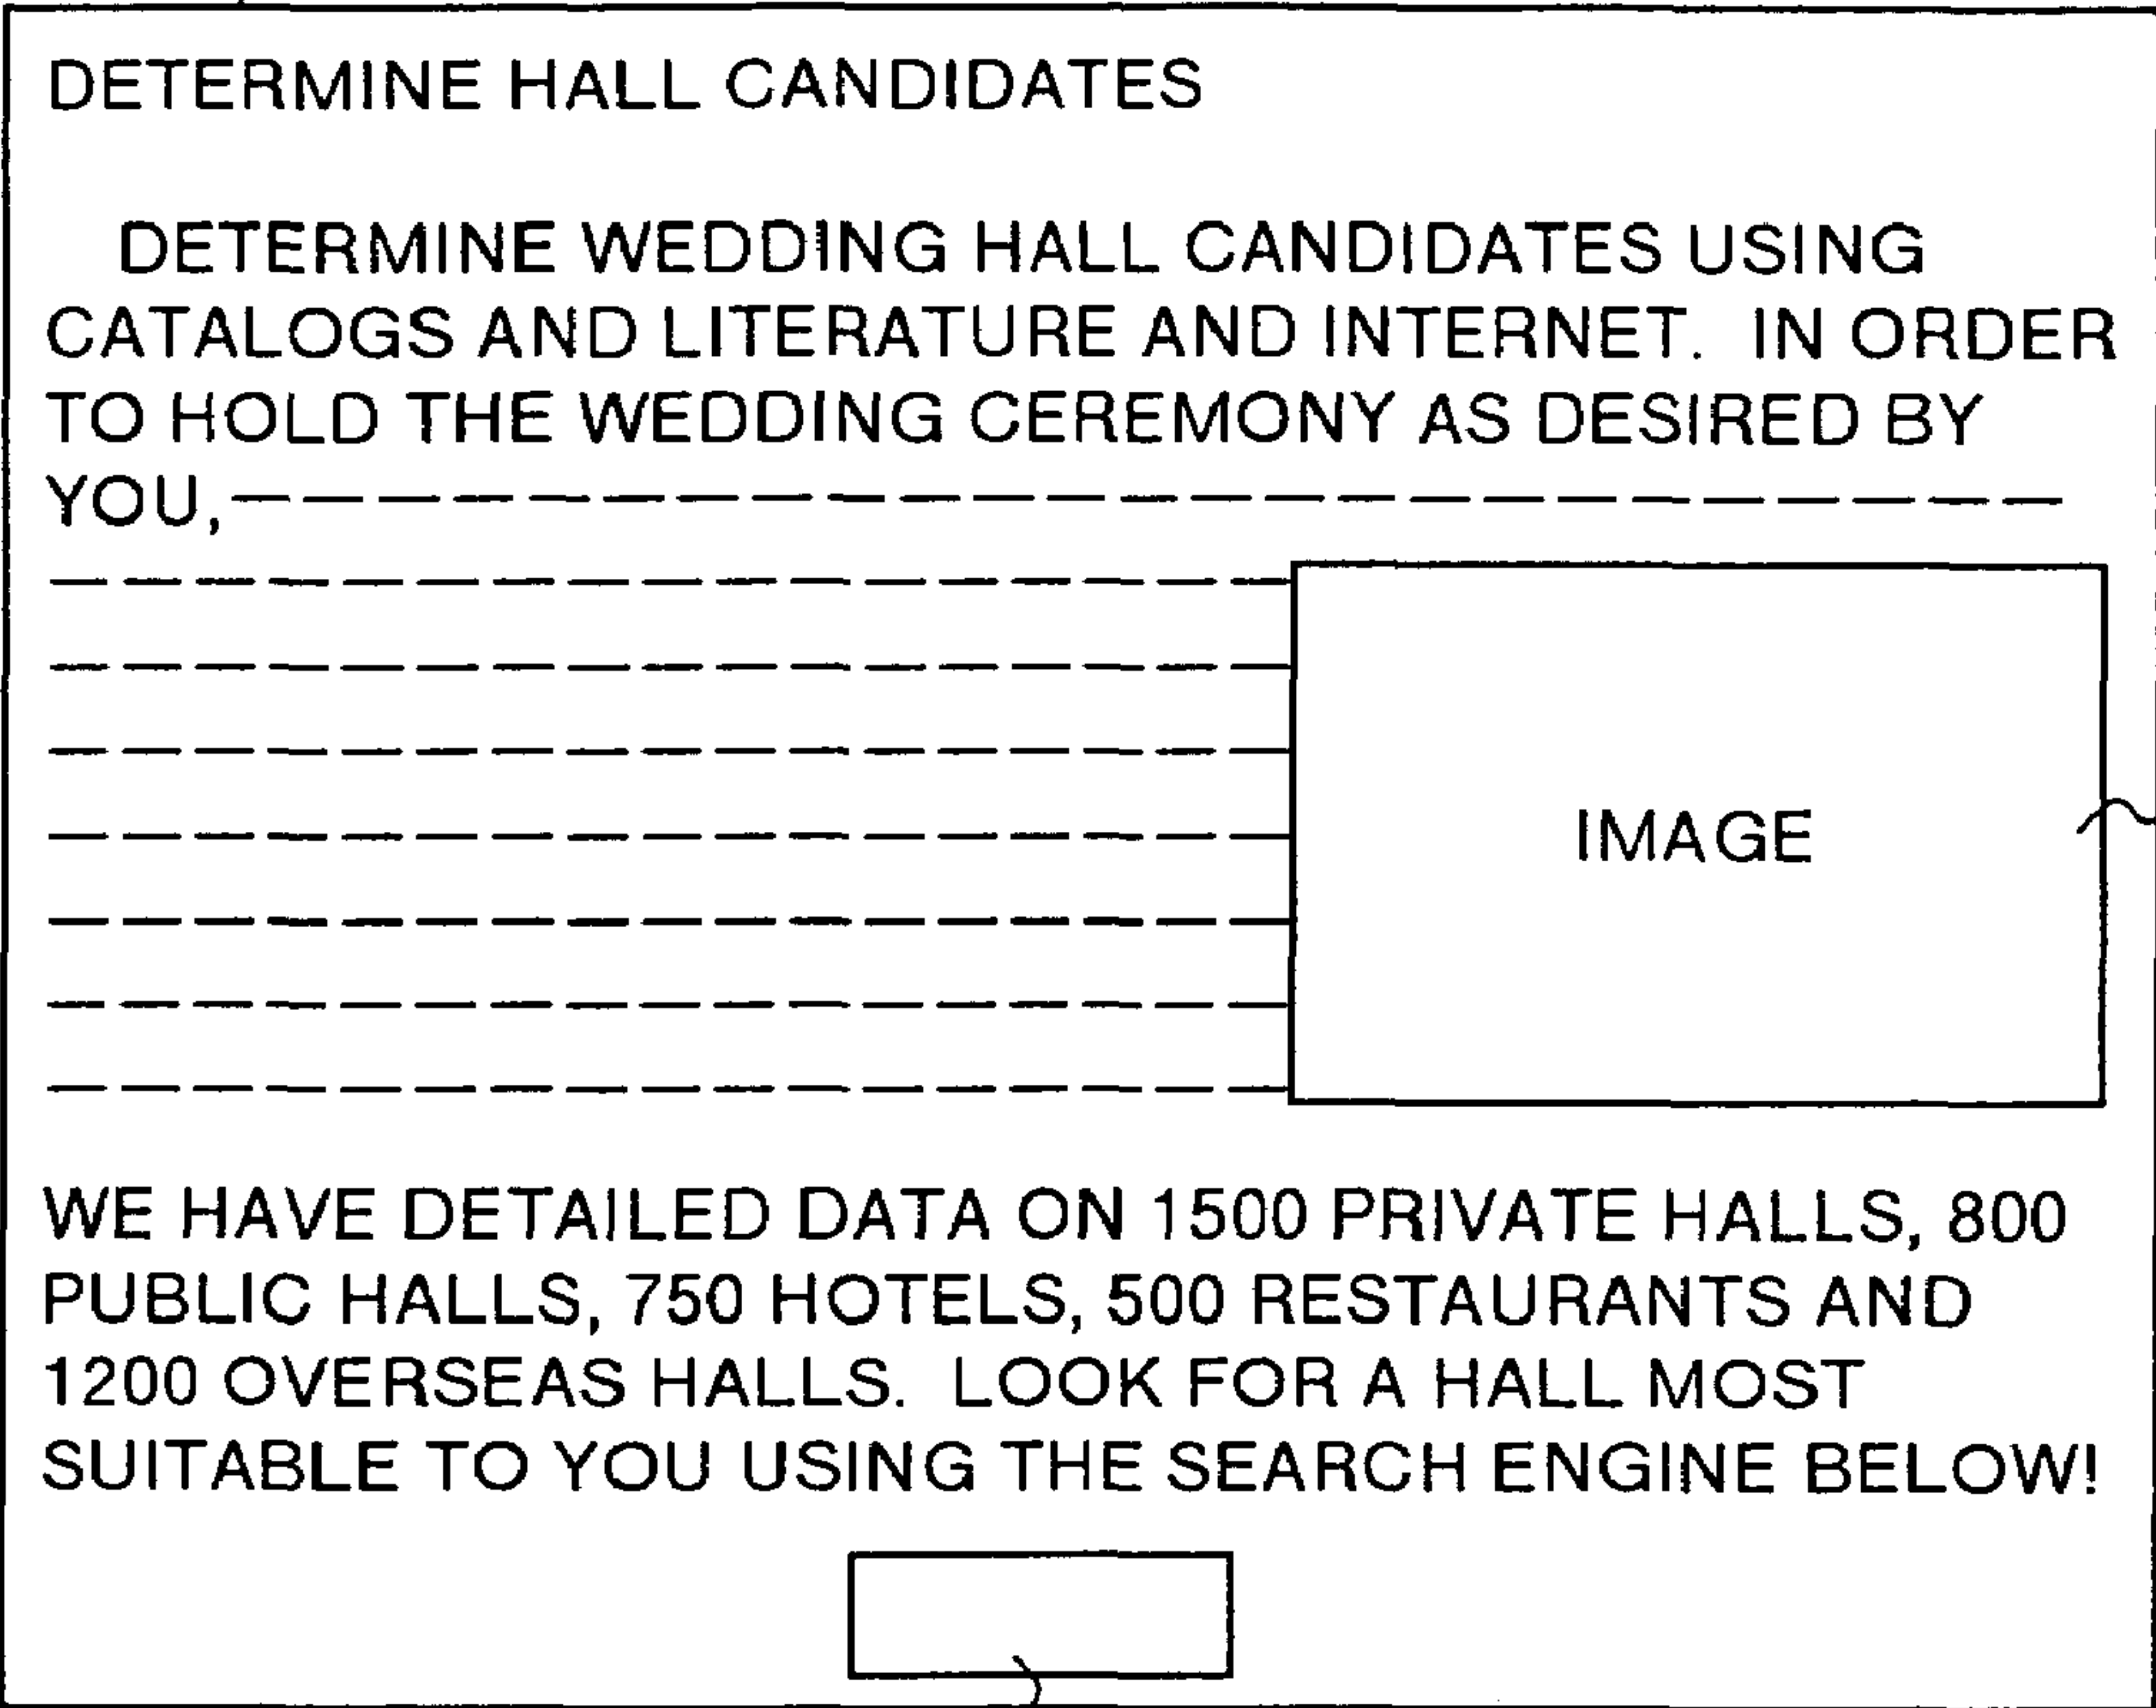 DETERMINE HALL CANDIDATES
DETERMINE WEDDING HALL CANDIDATES USING
CATALOGS AND LITERATURE AND INTERNET. IN ORDER
TO HOLD THE WEDDING CEREMONY AS DESIRED BY
YOU,
IMAGE
WE HAVE DETAILED DATA ON 1500 PRIVATE HALLS, 800
PUBLIC HALLS, 750 HOTELS, 500 RESTAURANTS AND
1200 OVERSEAS HALLS. LOOK FOR A HALL MOST
SUITABLE TO YOU USING THE SEARCH ENGINE BELOW!